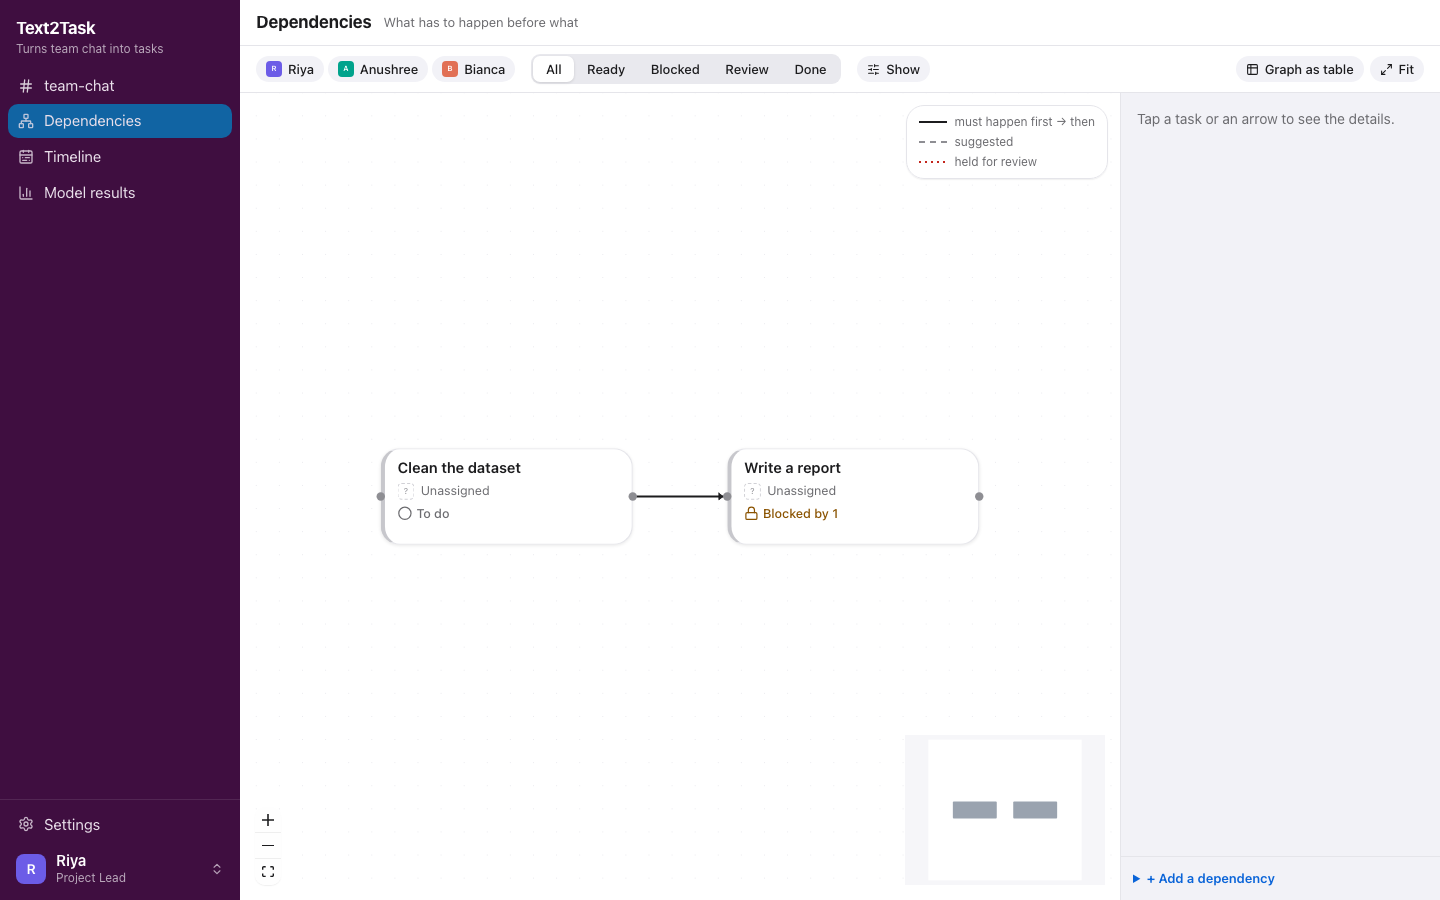 Text2Task
Turns team chat into tasks
team-chat
Dependencies
Timeline
Model results
Settings
R
Riya
Project Lead
Dependencies What has to happen before what
R Riya A Anushree B Bianca All Ready Blocked Review Done Show Graph as table Fit
must happen first → then
suggested
held for review
Clean the dataset
? Unassigned
To do
Write a report
? Unassigned
Blocked by 1
Tap a task or an arrow to see the details.
+ Add a dependency